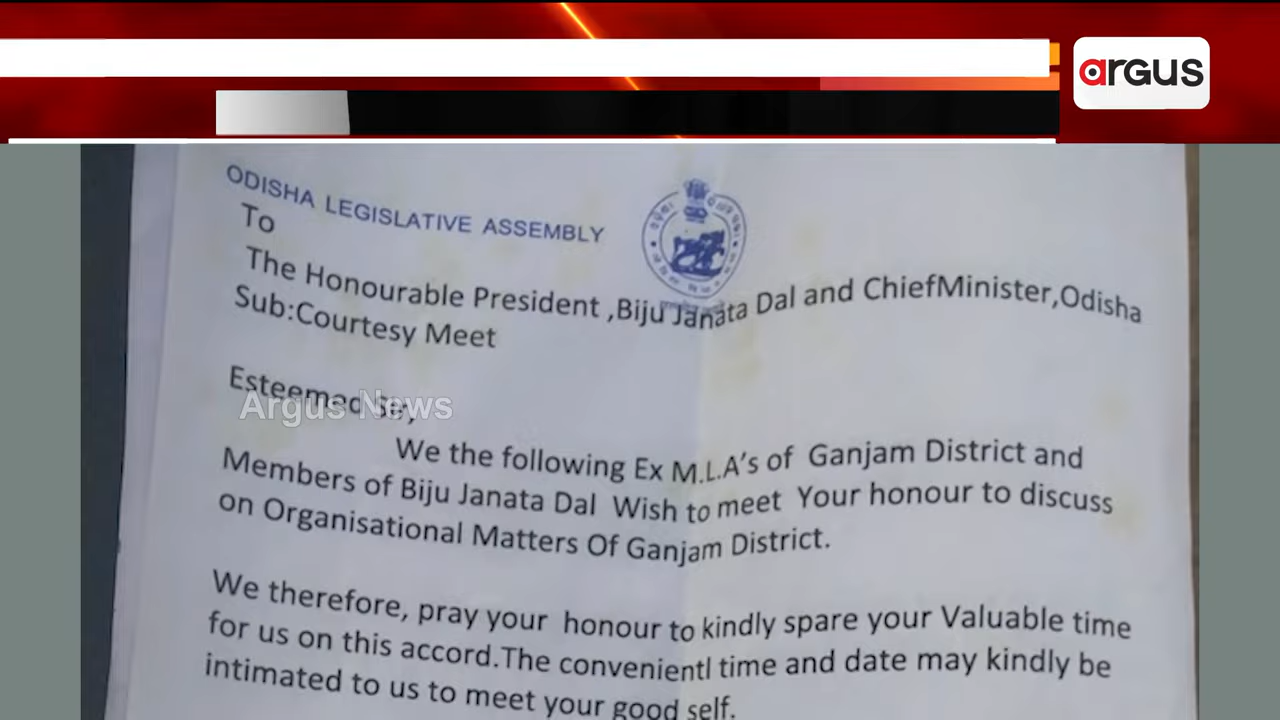 argus
ODISHA LEGISLATIVE ASSEMBLY
To
The Honourable President ,Biju Janata Dal and ChiefMinister,Odisha
Sub:Courtesy Meet
Esteemed Sir,
Argus News
We the following Ex M.L.A's of Ganjam District and
Members of Biju Janata Dal Wish to meet Your honour to discuss
on Organisational Matters Of Ganjam District.
We therefore, pray your honour to kindly spare your Valuable time
for us on this accord.The convenientl time and date may kindly be
intimated to us to meet your good self.